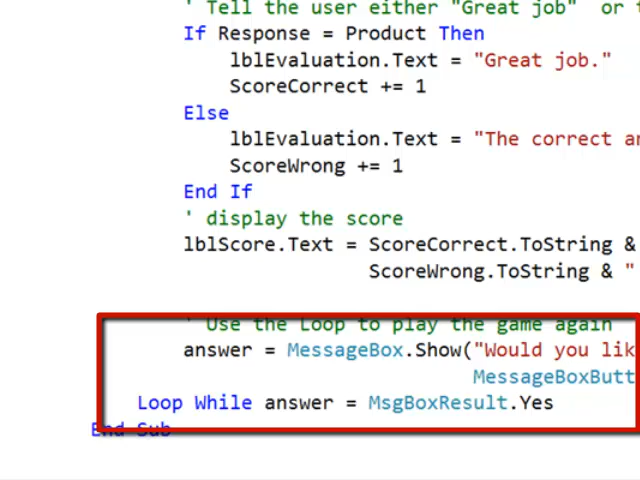 ' Tell the user either "Great job"  or
If Response = Product Then
lblEvaluation.Text = "Great job."
ScoreCorrect += 1
Else
lblEvaluation.Text = "The correct
ScoreWrong += 1
End If
' display the score
lblScore.Text = ScoreCorrect.ToString &
ScoreWrong.ToString & "
' Use the Loop to play the game again
answer = MessageBox.Show("Would you
MessageBoxButt
Loop While answer = MsgBoxResult.Yes
End Sub